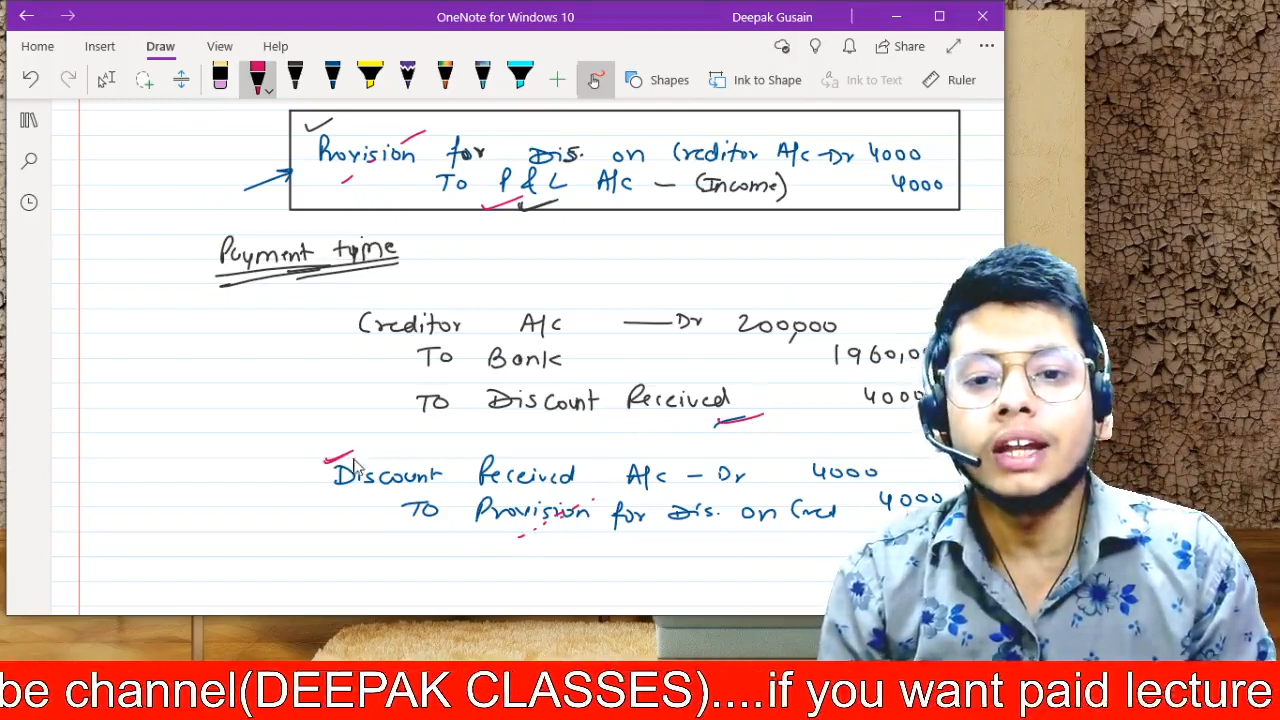 OneNote for Windows 10
Deepak Gusain
Home Insert Draw View Help
Share
Shapes Ink to Shape Ink to Text Ruler
Provision for Dis. on Creditor A/c - Dr 4000
To P & L A/c - (Income) 4000
Payment time
Creditor A/c — Dr 200,000
To Bank
To Discount Received 4000
Discount Received A/c - Dr 4000
To Provision for Dis. on Cred 4000
be channel(DEEPAK CLASSES)....if you want paid lecture